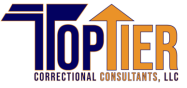 TOPTIER
CORRECTIONAL CONSULTANTS, LLC